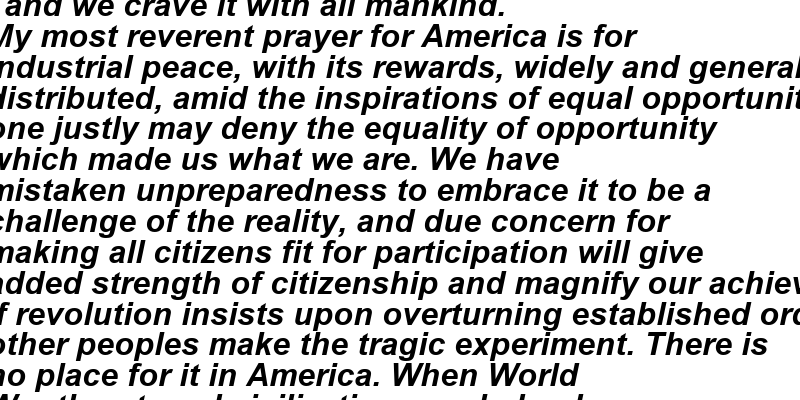 and we crave it with all mankind.
My most reverent prayer for America is for
industrial peace, with its rewards, widely and general
distributed, amid the inspirations of equal opportunit
one justly may deny the equality of opportunity
which made us what we are. We have
mistaken unpreparedness to embrace it to be a
challenge of the reality, and due concern for
making all citizens fit for participation will give
added strength of citizenship and magnify our achiev
If revolution insists upon overturning established ord
other peoples make the tragic experiment. There is
no place for it in America. When World